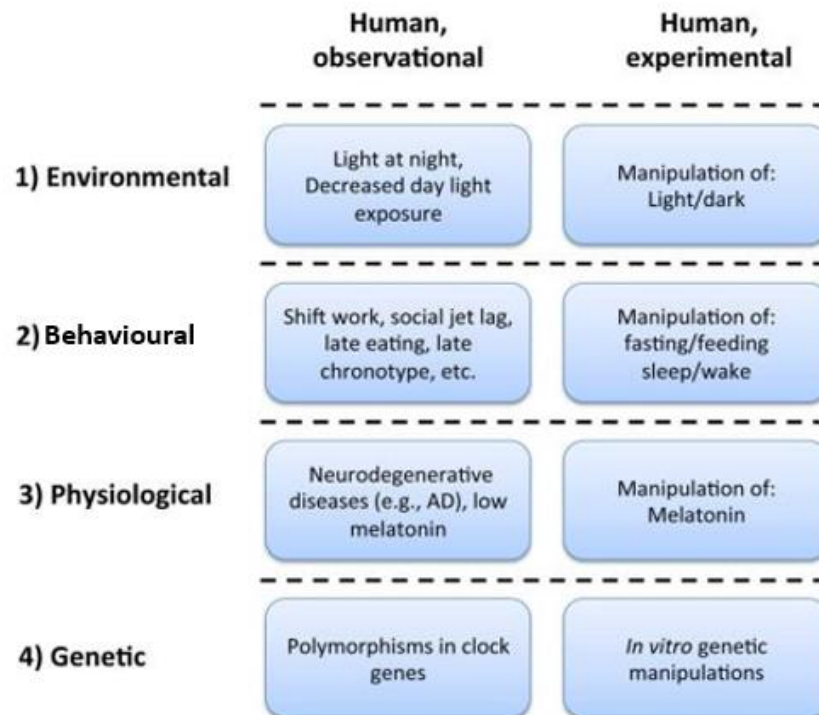 Human,
observational
Human,
experimental
1) Environmental
Light at night,
Decreased day light
exposure
Manipulation of:
Light/dark
2) Behavioural
Shift work, social jet lag,
late eating, late
chronotype, etc.
Manipulation of:
fasting/feeding
sleep/wake
3) Physiological
Neurodegenerative
diseases (e.g., AD), low
melatonin
Manipulation of:
Melatonin
4) Genetic
Polymorphisms in clock
genes
In vitro genetic
manipulations